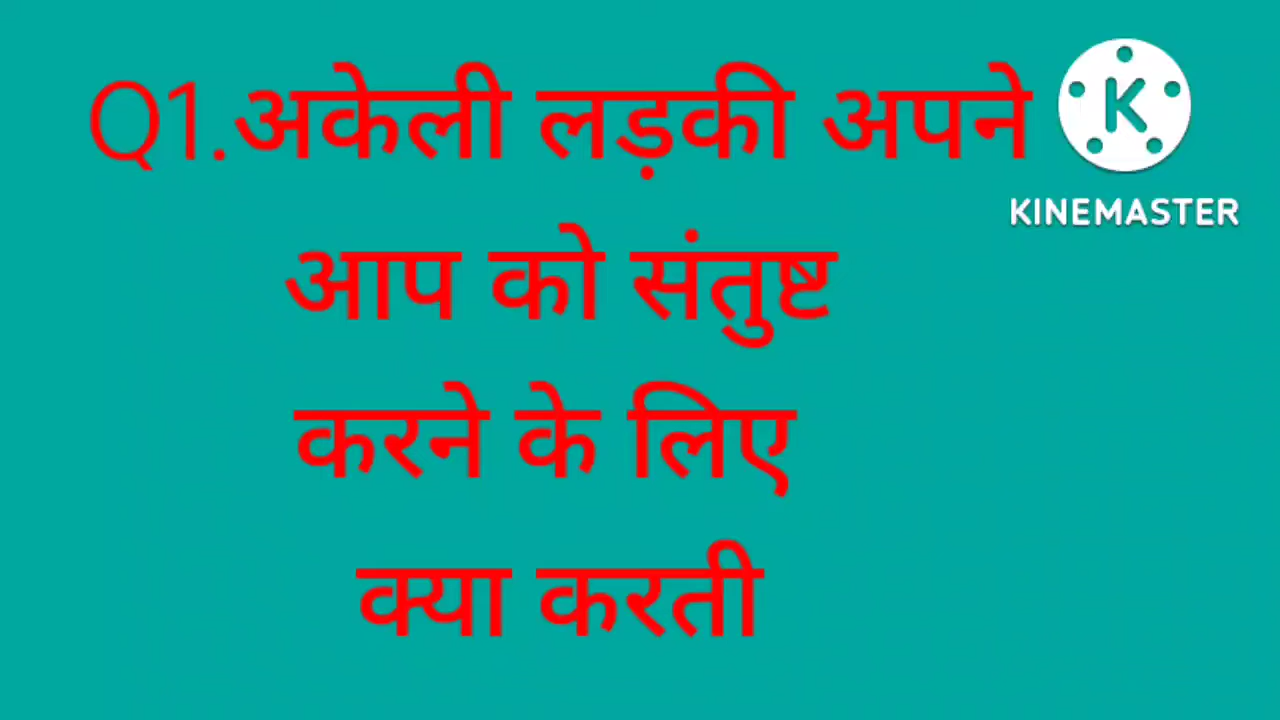 Q1.अकेली लड़की अपने
आप को संतुष्ट
करने के लिए
क्या करती
K
KINEMASTER